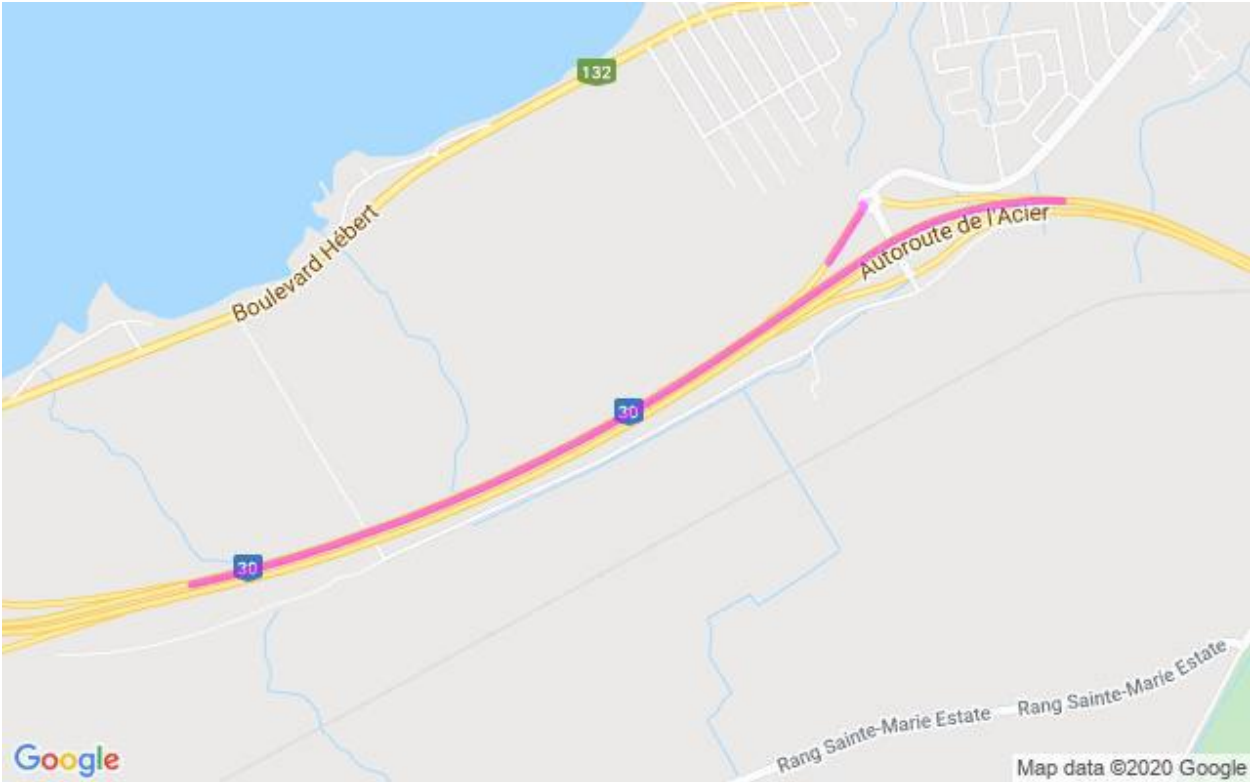 132
Boulevard Hébert
Autoroute de l'Acier
30
30
Rang Sainte-Marie Estate
Rang Sainte-Marie Estate
Google
Map data ©2020 Google